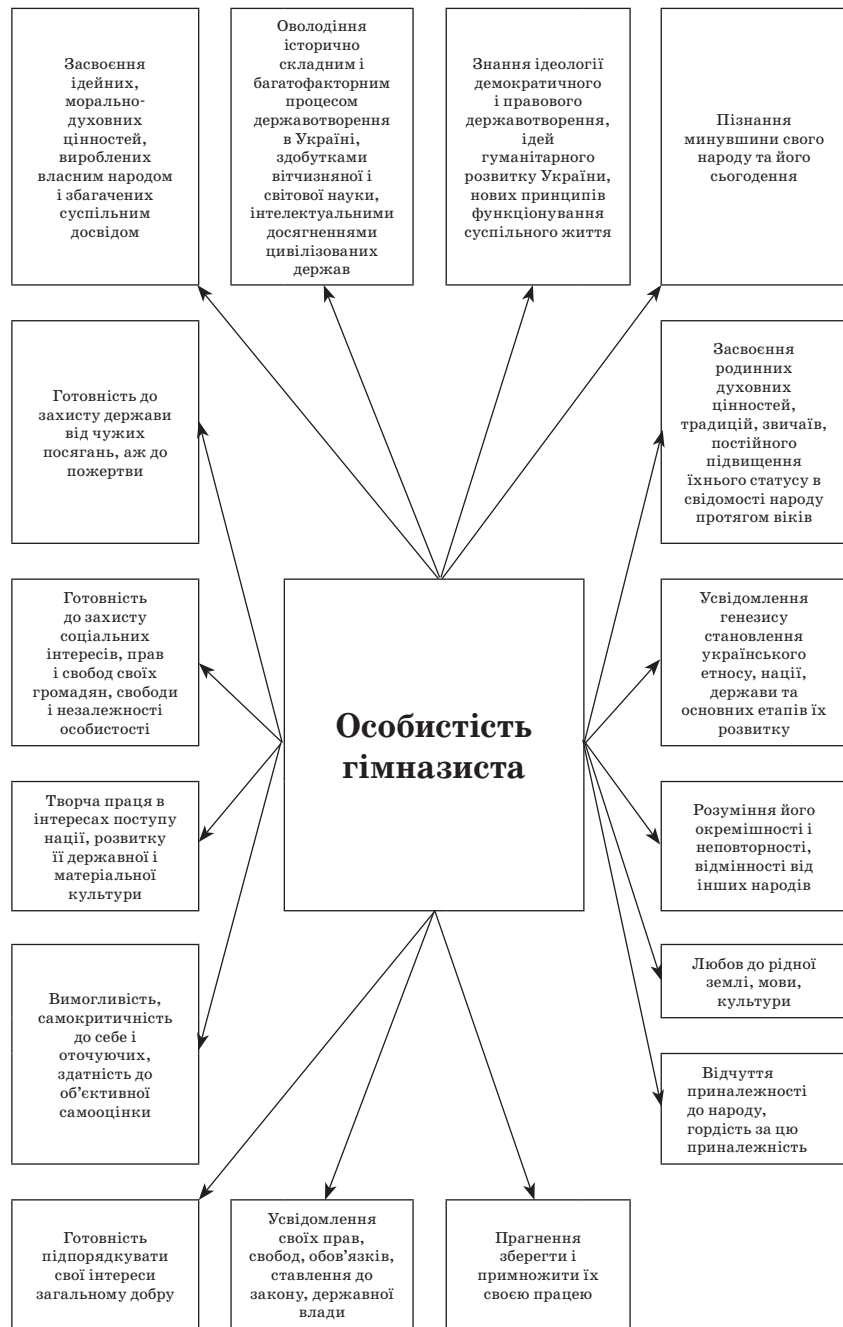 Засвоєння
ідейних,
морально-
духовних
цінностей,
вироблених
власним народом
і збагачених
суспільним
досвідом
Оволодіння
історично
складним і
багатофакторним
процесом
державотворення
в Україні,
здобутками
вітчизняної і
світової науки,
інтелектуальними
досягненнями
цивілізованих
держав
Знання ідеології
демократичного
і правового
державотворення,
ідей
гуманітарного
розвитку України,
нових принципів
функціонування
суспільного життя
Пізнання
минувшини свого
народу та його
сьогодення
Готовність до
захисту держави
від чужих
посягань, аж до
пожертви
Засвоєння
родинних
духовних
цінностей,
традицій, звичаїв,
постійного
підвищення
їхнього статусу в
свідомості народу
протягом віків
Готовність
до захисту
соціальних
інтересів, прав
і свобод своїх
громадян, свободи
і незалежності
особистості
Особистість
гімназиста
Усвідомлення
генезису
становлення
українського
етносу, нації,
держави та
основних етапів їх
розвитку
Творча праця в
інтересах поступу
нації, розвитку
її державної і
матеріальної
культури
Розуміння його
окремішності і
неповторності,
відмінності від
інших народів
Вимогливість,
самокритичність
до себе і
оточуючих,
здатність до
об’єктивної
самооцінки
Любов до рідної
землі, мови,
культури
Відчуття
приналежності
до народу,
гордість за цю
приналежність
Готовність
підпорядкувати
свої інтереси
загальному добру
Усвідомлення
своїх прав,
свобод, обов’язків,
ставлення до
закону, державної
влади
Прагнення
зберегти і
примножити їх
своєю працею